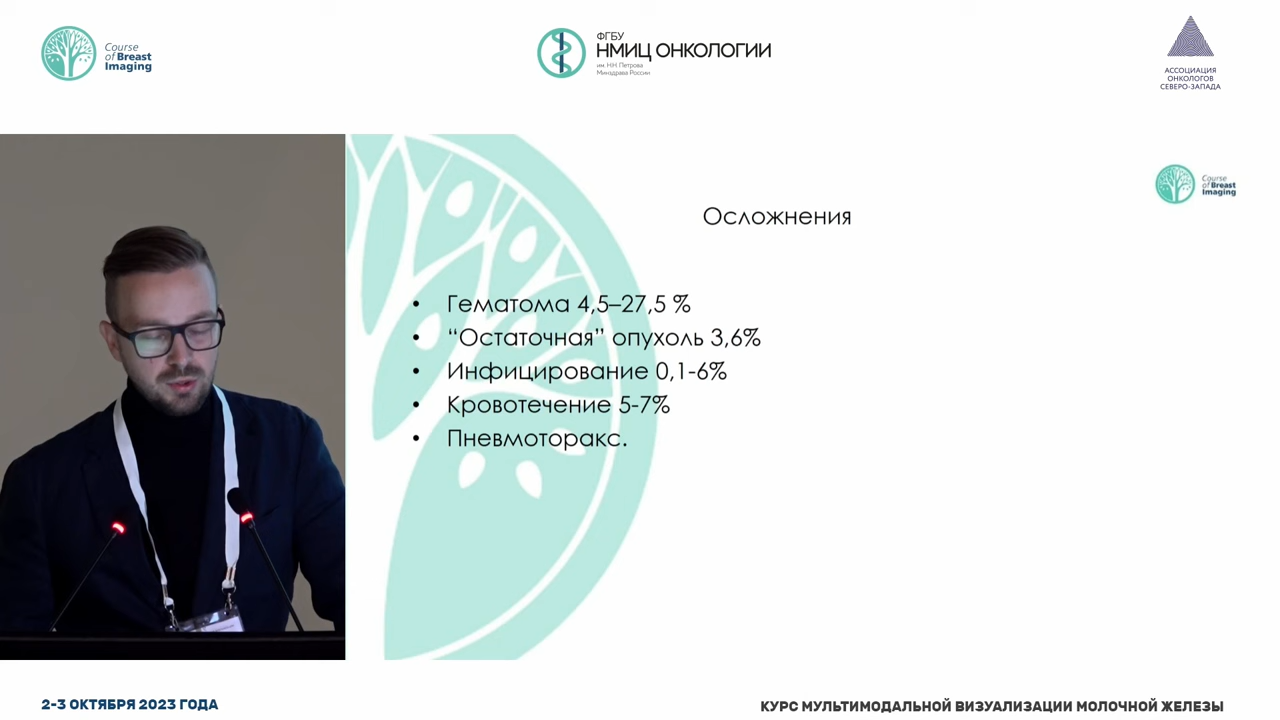 Course
of Breast
Imaging
ФГБУ
НМИЦ ОНКОЛОГИИ
им. Н.Н. Петрова
Минздрава России
АССОЦИАЦИЯ
ОНКОЛОГОВ
СЕВЕРО-ЗАПАДА
Course
of Breast
Imaging
Осложнения
• Гематома 4,5–27,5 %
• “Остаточная” опухоль 3,6%
• Инфицирование 0,1-6%
• Кровотечение 5-7%
• Пневмоторакс.
2-3 ОКТЯБРЯ 2023 ГОДА
КУРС МУЛЬТИМОДАЛЬНОЙ ВИЗУАЛИЗАЦИИ МОЛОЧНОЙ ЖЕЛЕЗЫ